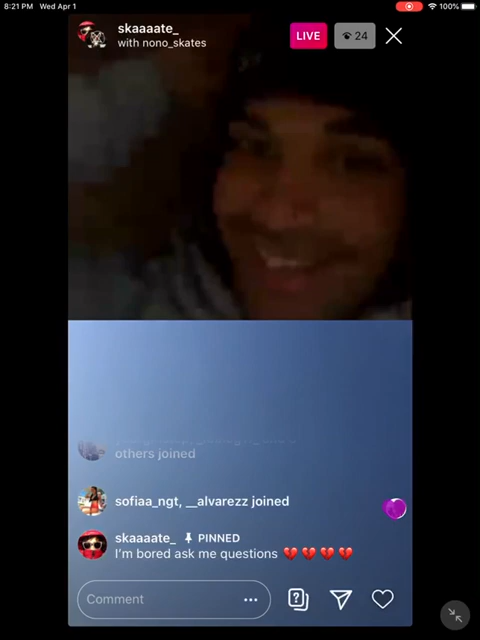 8:21 PM Wed Apr 1
100%
skaaaate_
with nono_skates
LIVE
24
others joined
sofiaa_ngt, __alvarezz joined
skaaaate_ PINNED
I'm bored ask me questions 💔 💔 💔 💔
Comment